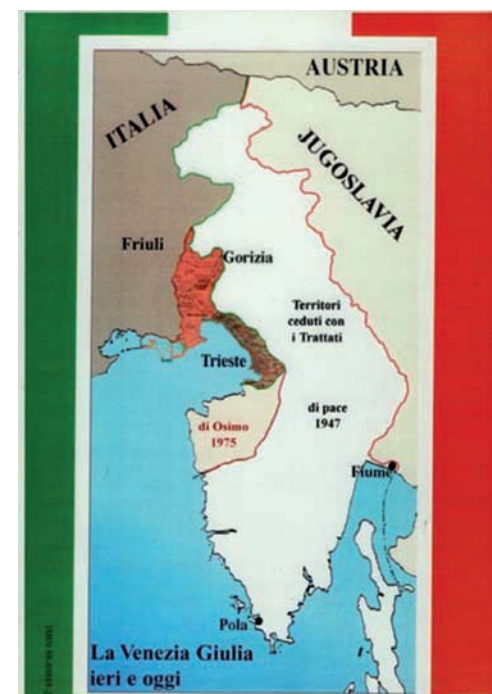 AUSTRIA
ITALIA
JUGOSLAVIA
Friuli
Gorizia
Territori
ceduti con
i Trattati
Trieste
di pace
1947
di Osimo
1975
Fiume
Pola
La Venezia Giulia
ieri e oggi